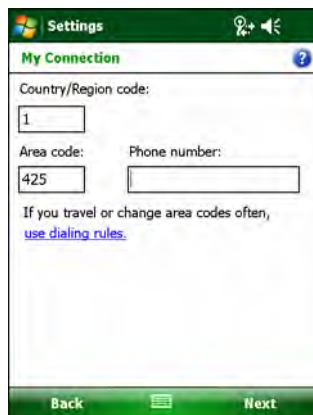 Settings
My Connection
Country/Region code:
1
Area code: Phone number:
425
If you travel or change area codes often,
use dialing rules.
Back Next